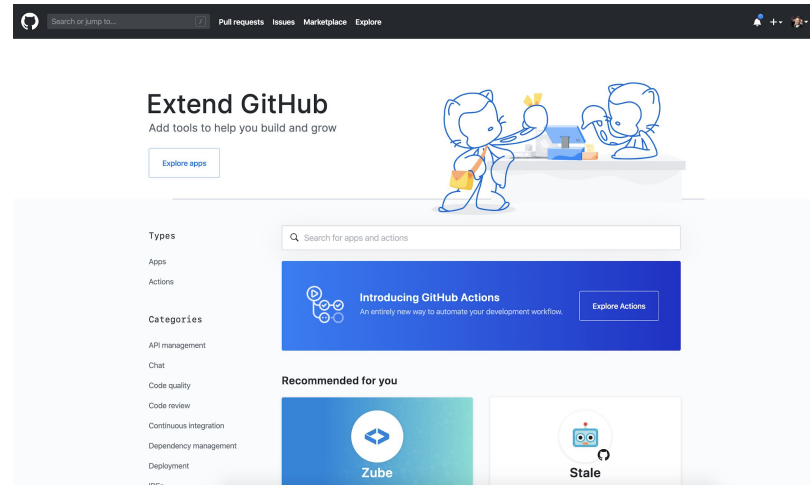 Search or jump to... /
Pull requests Issues Marketplace Explore
Extend GitHub
Add tools to help you build and grow
Explore apps
Types
Apps
Actions
Categories
API management
Chat
Code quality
Code review
Continuous integration
Dependency management
Deployment
IDEs
Search for apps and actions
Introducing GitHub Actions
An entirely new way to automate your development workflow.
Explore Actions
Recommended for you
Zube
Stale